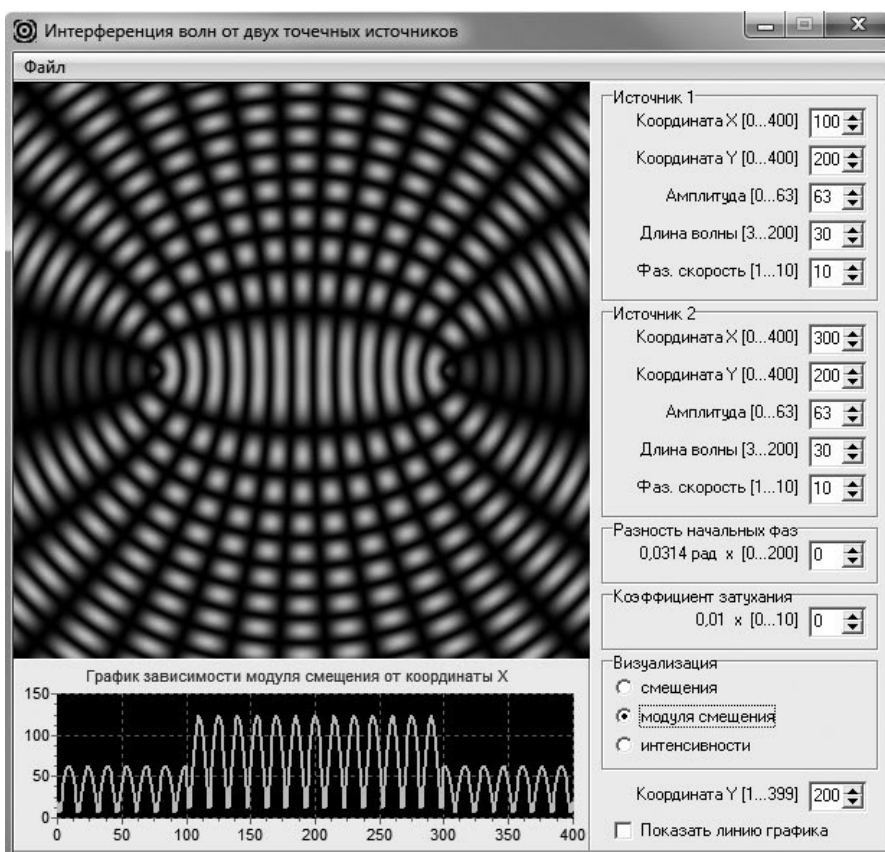 Интерференция волн от двух точечных источников
Файл
Источник 1
Координата X [0...400] 100
Координата Y [0...400] 200
Амплитуда [0...63] 63
Длина волны [3...200] 30
Фаз. скорость [1...10] 10
Источник 2
Координата X [0...400] 300
Координата Y [0...400] 200
Амплитуда [0...63] 63
Длина волны [3...200] 30
Фаз. скорость [1...10] 10
Разность начальных фаз
0,0314 рад x [0...200] 0
Коэффициент затухания
0,01 x [0...10] 0
Визуализация
смещения
модуля смещения
интенсивности
Координата Y [1...399] 200
Показать линию графика
График зависимости модуля смещения от координаты X
150
100
50
0
0 50 100 150 200 250 300 350 400